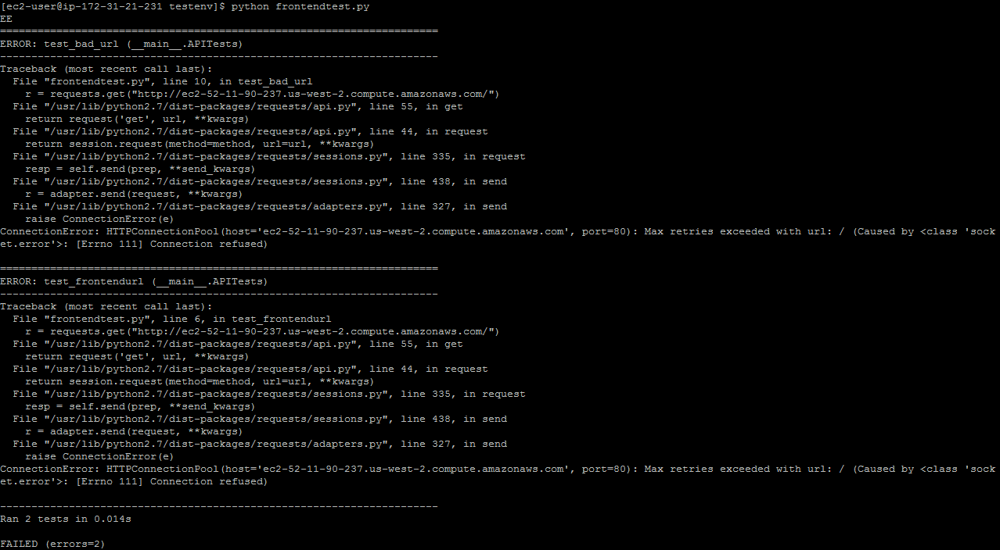 [ec2-user@ip-172-31-21-231 testenv]$ python frontendtest.py
EE
======================================================================
ERROR: test_bad_url (__main__.APITests)
----------------------------------------------------------------------
Traceback (most recent call last):
  File "frontendtest.py", line 10, in test_bad_url
    r = requests.get("http://ec2-52-11-90-237.us-west-2.compute.amazonaws.com/")
  File "/usr/lib/python2.7/dist-packages/requests/api.py", line 55, in get
    return request('get', url, **kwargs)
  File "/usr/lib/python2.7/dist-packages/requests/api.py", line 44, in request
    return session.request(method=method, url=url, **kwargs)
  File "/usr/lib/python2.7/dist-packages/requests/sessions.py", line 335, in request
    resp = self.send(prep, **send_kwargs)
  File "/usr/lib/python2.7/dist-packages/requests/sessions.py", line 438, in send
    r = adapter.send(request, **kwargs)
  File "/usr/lib/python2.7/dist-packages/requests/adapters.py", line 327, in send
    raise ConnectionError(e)
ConnectionError: HTTPConnectionPool(host='ec2-52-11-90-237.us-west-2.compute.amazonaws.com', port=80): Max retries exceeded with url: / (Caused by <class 'sock
et.error'>: [Errno 111] Connection refused)

======================================================================
ERROR: test_frontendurl (__main__.APITests)
----------------------------------------------------------------------
Traceback (most recent call last):
  File "frontendtest.py", line 6, in test_frontendurl
    r = requests.get("http://ec2-52-11-90-237.us-west-2.compute.amazonaws.com/")
  File "/usr/lib/python2.7/dist-packages/requests/api.py", line 55, in get
    return request('get', url, **kwargs)
  File "/usr/lib/python2.7/dist-packages/requests/api.py", line 44, in request
    return session.request(method=method, url=url, **kwargs)
  File "/usr/lib/python2.7/dist-packages/requests/sessions.py", line 335, in request
    resp = self.send(prep, **send_kwargs)
  File "/usr/lib/python2.7/dist-packages/requests/sessions.py", line 438, in send
    r = adapter.send(request, **kwargs)
  File "/usr/lib/python2.7/dist-packages/requests/adapters.py", line 327, in send
    raise ConnectionError(e)
ConnectionError: HTTPConnectionPool(host='ec2-52-11-90-237.us-west-2.compute.amazonaws.com', port=80): Max retries exceeded with url: / (Caused by <class 'sock
et.error'>: [Errno 111] Connection refused)

----------------------------------------------------------------------
Ran 2 tests in 0.014s

FAILED (errors=2)